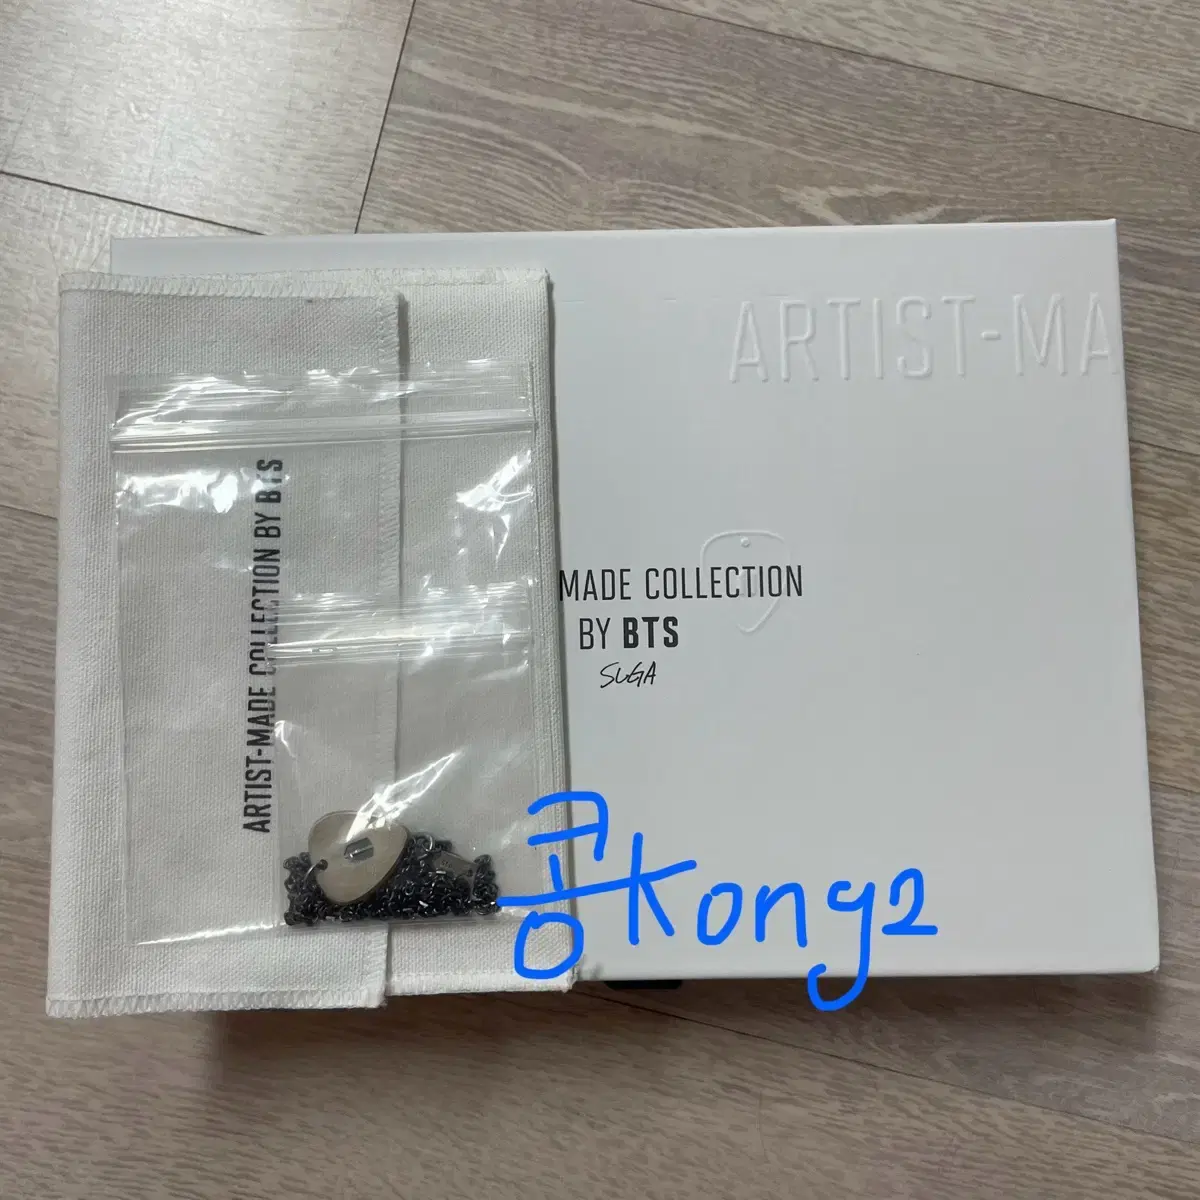 ARTIST-MADE COLLECTION BY BTS
ARTIST-MA
MADE COLLECTION
BY BTS
SUGA
콩kong2